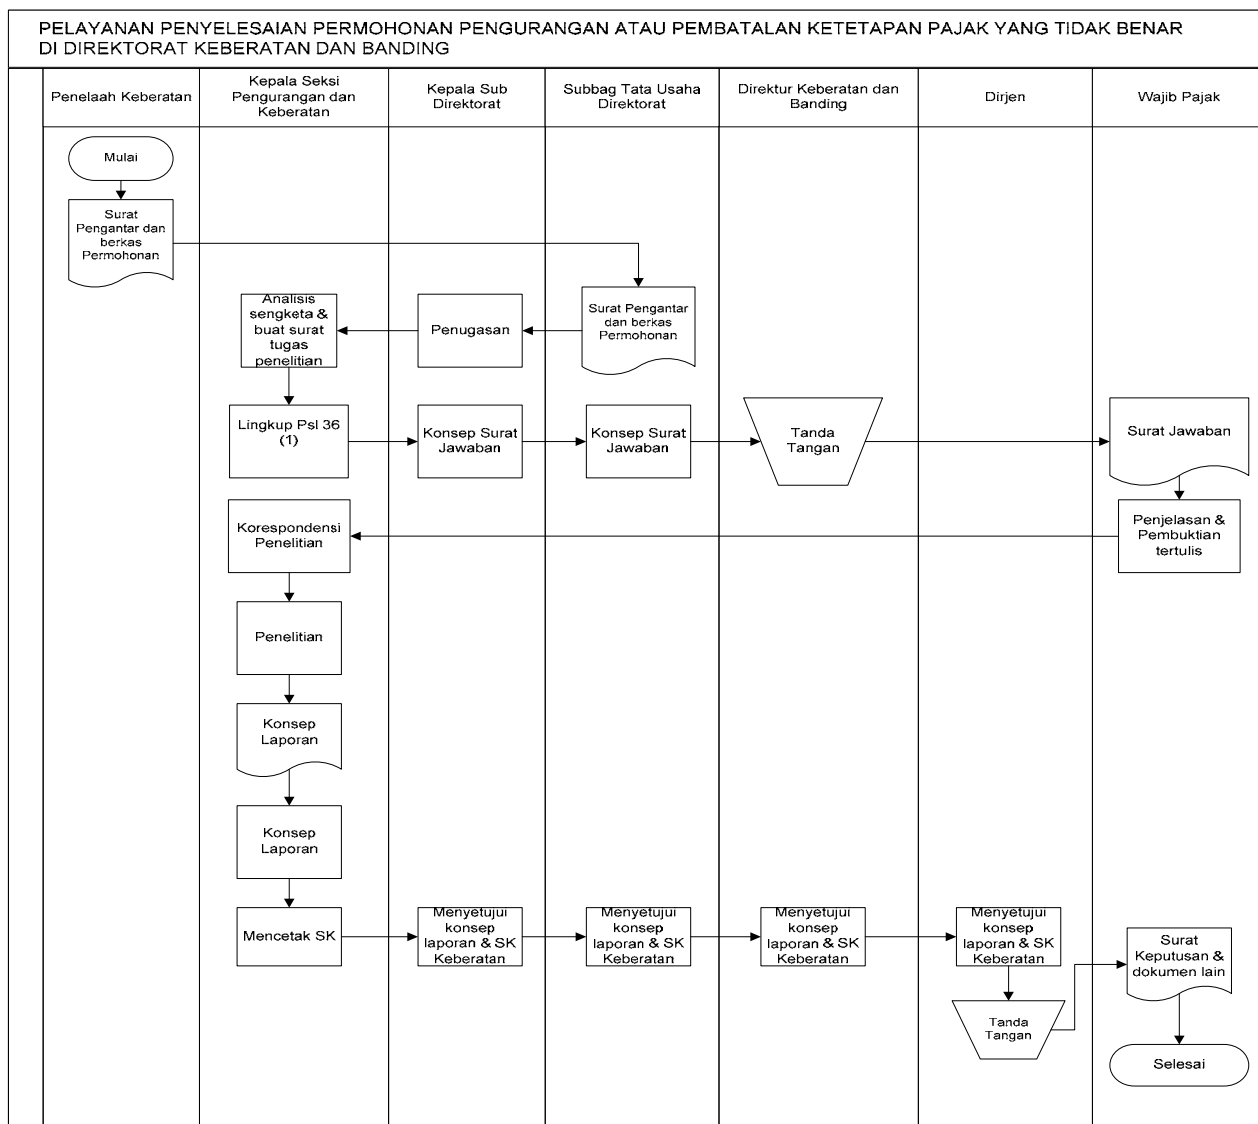 PELAYANAN PENYELESAIAN PERMOHONAN PENGURANGAN ATAU PEMBATALAN KETETAPAN PAJAK YANG TIDAK BENAR
DI DIREKTORAT KEBERATAN DAN BANDING
Penelaah Keberatan
Kepala Seksi
Pengurangan dan
Keberatan
Kepala Sub
Direktorat
Subbag Tata Usaha
Direktorat
Direktur Keberatan dan
Banding
Dirjen
Wajib Pajak
Mulai
Surat
Pengantar dan
berkas
Permohonan
Surat Pengantar
dan berkas
Permohonan
Penugasan
Analisis
sengketa &
buat surat
tugas
penelitian
Lingkup Psl 36
(1)
Konsep Surat
Jawaban
Konsep Surat
Jawaban
Tanda
Tangan
Surat Jawaban
Penjelasan &
Pembuktian
tertulis
Korespondensi
Penelitian
Penelitian
Konsep
Laporan
Konsep
Laporan
Mencetak SK
Menyetujui
konsep
laporan & SK
Keberatan
Menyetujui
konsep
laporan & SK
Keberatan
Menyetujui
konsep
laporan & SK
Keberatan
Menyetujui
konsep
laporan & SK
Keberatan
Tanda
Tangan
Surat
Keputusan &
dokumen lain
Selesai